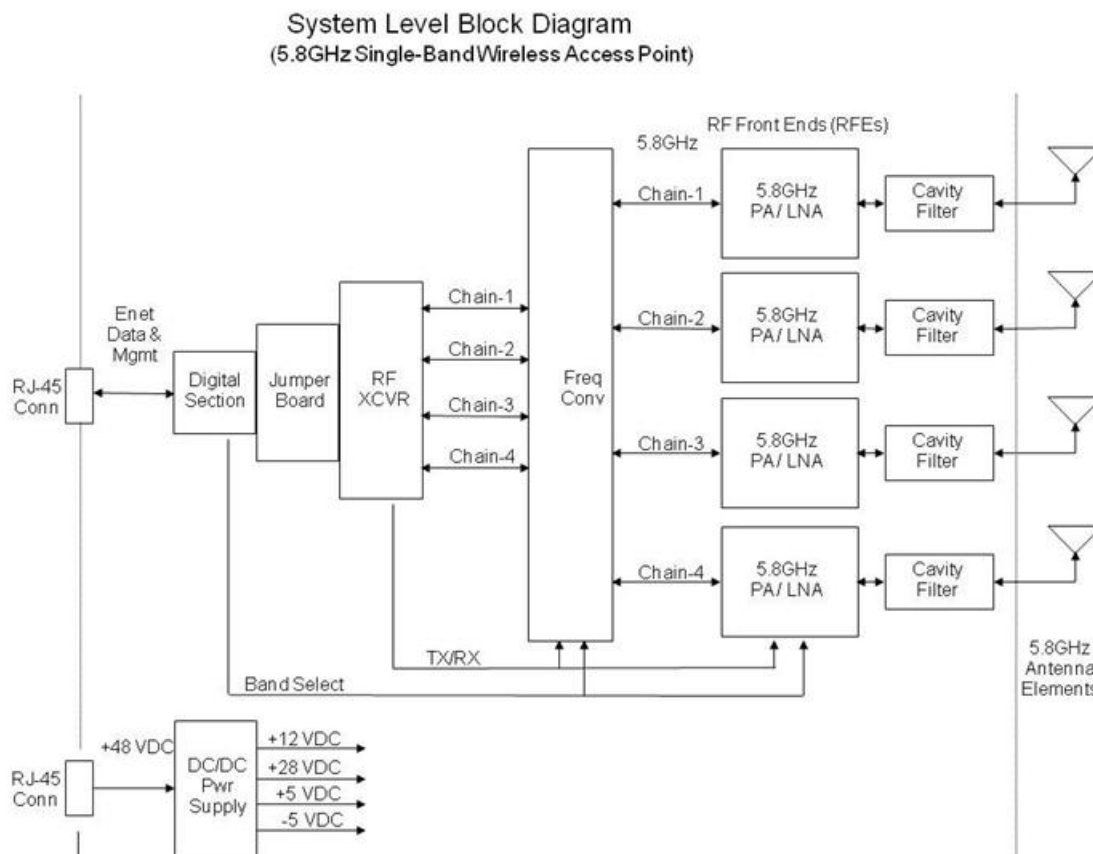 System Level Block Diagram
(5.8GHz Single-Band Wireless Access Point)
RF Front Ends (RFEs)
5.8GHz
Chain-1
5.8GHz
PA/ LNA
Cavity
Filter
Chain-1
Chain-2
Chain-3
Chain-4
Enet
Data &
Mgmt
RJ-45
Conn
Digital
Section
Jumper
Board
RF
XCVR
Freq
Conv
Chain-2
5.8GHz
PA/ LNA
Cavity
Filter
Chain-3
5.8GHz
PA/ LNA
Cavity
Filter
Chain-4
5.8GHz
PA/ LNA
Cavity
Filter
TX/RX
Band Select
5.8GHz
Antenna
Elements
RJ-45
Conn
+48 VDC
DC/DC
Pwr
Supply
+12 VDC
+28 VDC
+5 VDC
-5 VDC